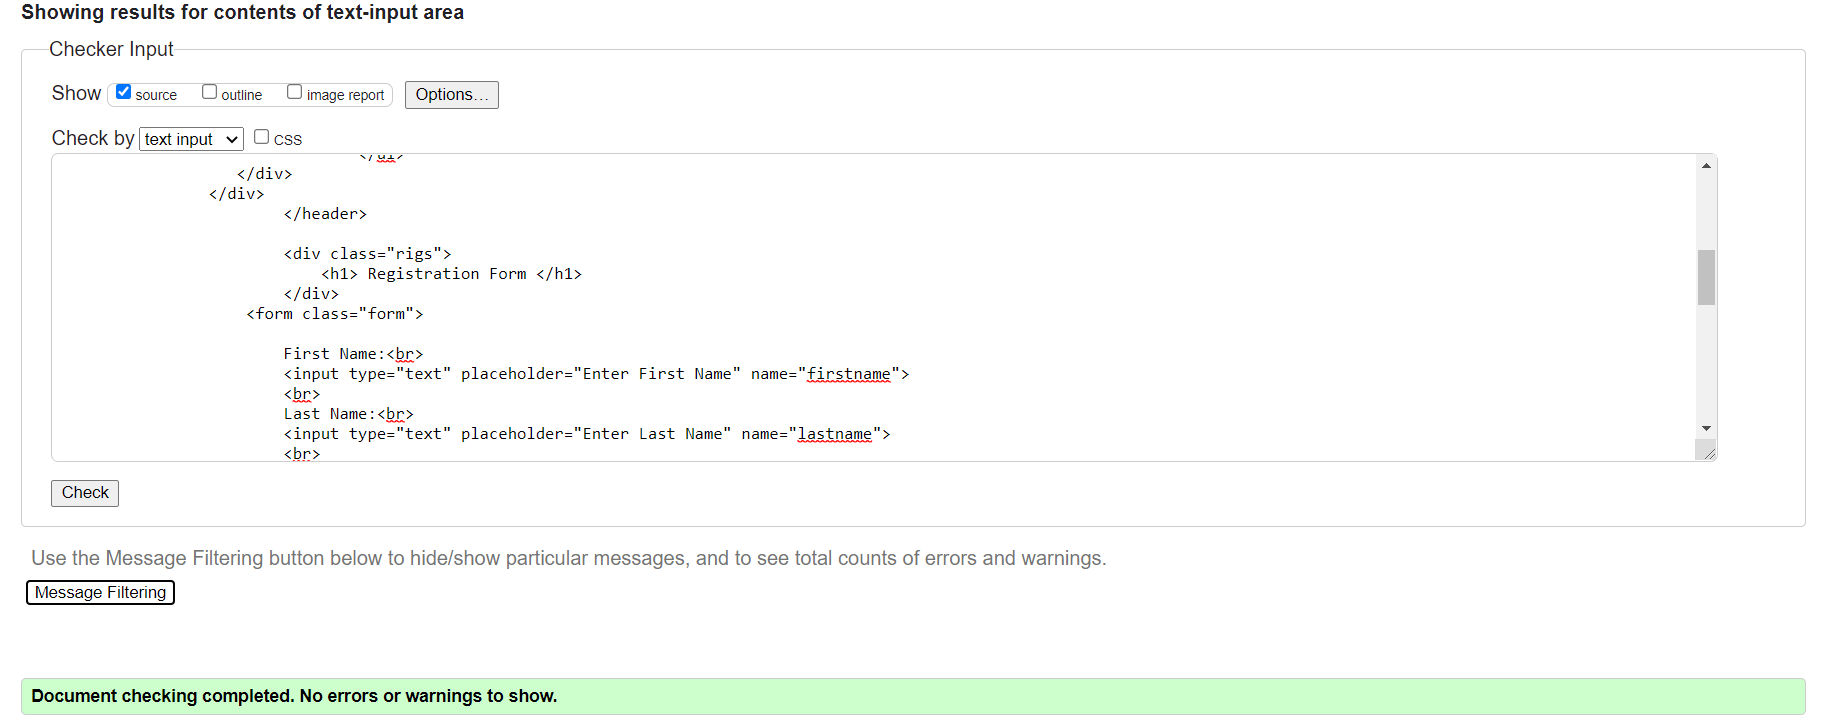 Showing results for contents of text-input area
Checker Input
Show source outline image report Options...
Check by text input CSS
</div>
</div>
</header>
<div class="rigs">
<h1> Registration Form </h1>
</div>
<form class="form">
First Name:<br>
<input type="text" placeholder="Enter First Name" name="firstname">
<br>
Last Name:<br>
<input type="text" placeholder="Enter Last Name" name="lastname">
<br>
Check
Use the Message Filtering button below to hide/show particular messages, and to see total counts of errors and warnings.
Message Filtering
Document checking completed. No errors or warnings to show.